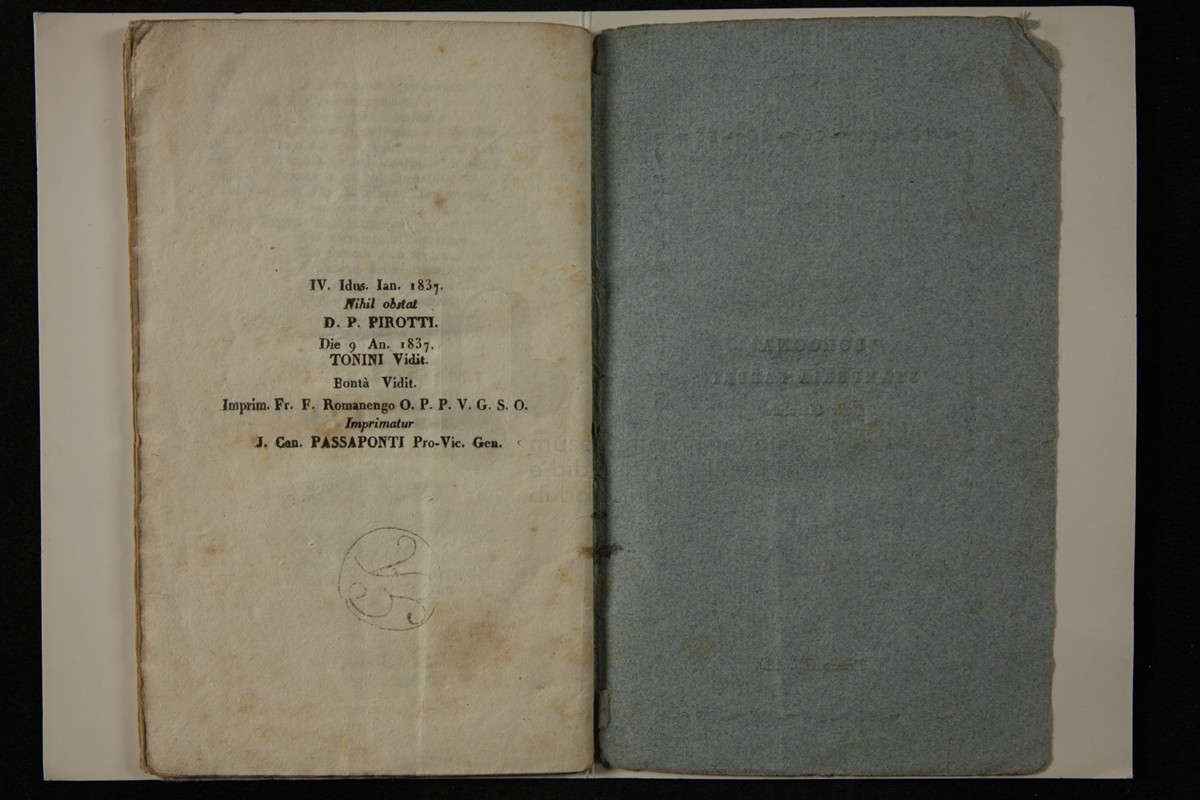 IV. Idus. Ian. 1837.
Nihil obstat
D. P. PIROTTI.
Die 9 An. 1837.
TONINI Vidit.
Bontà Vidit.
Imprim. Fr. F. Romanengo O. P. P. V. G. S. O.
Imprimatur
J. Can. PASSAPONTI Pro-Vic. Gen.